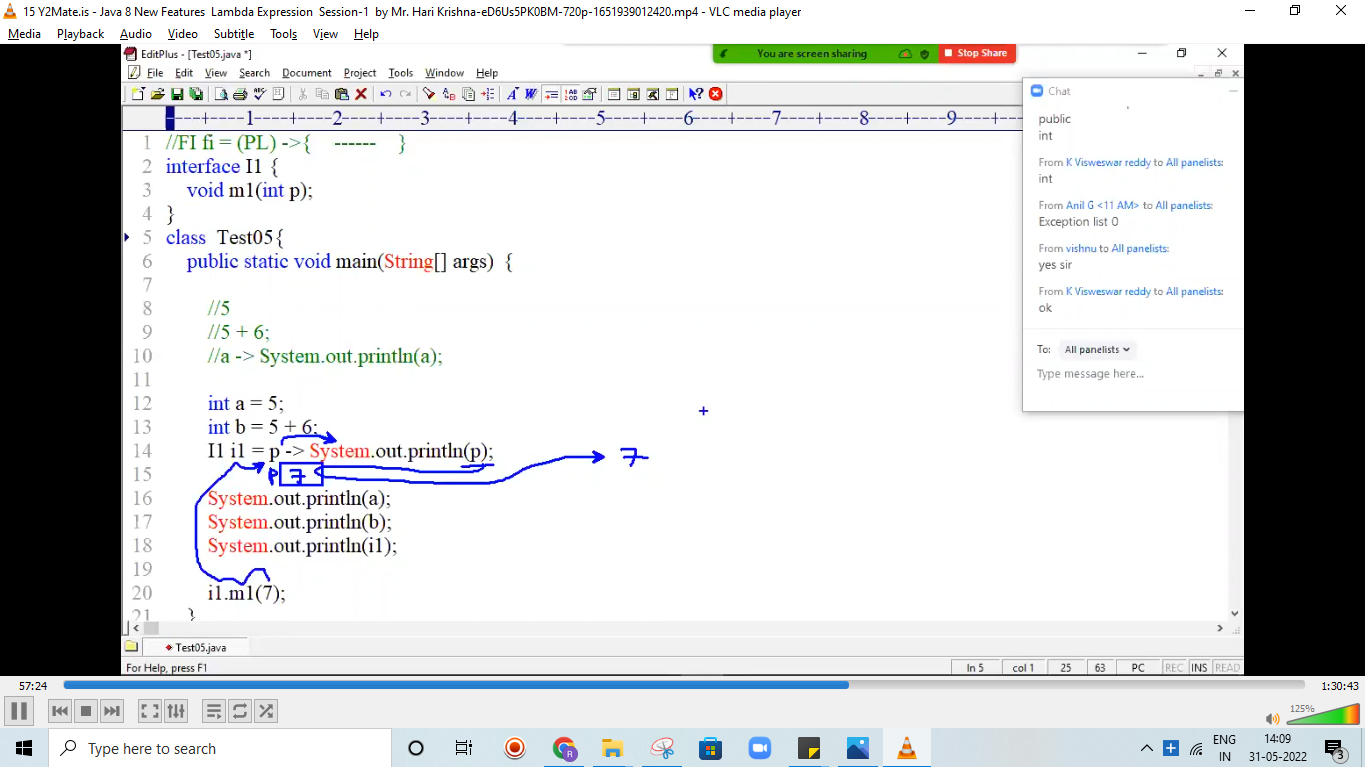 15 Y2Mate.is - Java 8 New Features Lambda Expression Session-1 by Mr. Hari Krishna-eD6Us5PK0BM-720p-1651939012420.mp4 - VLC media player
Media Playback Audio Video Subtitle Tools View Help
EditPlus - [Test05.java *]
You are screen sharing
Stop Share
File Edit View Search Document Project Tools Window Help
----+----1----+----2----+----3----+----4----+----5----+----6----+----7----+----8----+----9----+---
1 //FI fi = (PL) ->{ ------ }
2 interface I1 {
3 void m1(int p);
4 }
5 class Test05{
6 public static void main(String[] args) {
7
8 //5
9 //5 + 6;
10 //a -> System.out.println(a);
11
12 int a = 5;
13 int b = 5 + 6;
14 I1 i1 = p -> System.out.println(p);
7
15
p 7
16 System.out.println(a);
17 System.out.println(b);
18 System.out.println(i1);
19
20 i1.m1(7);
21 }
Chat
public
int
From K Visweswar reddy to All panelists:
int
From Anil G <11 AM> to All panelists:
Exception list 0
From vishnu to All panelists:
yes sir
From K Visweswar reddy to All panelists:
ok
To: All panelists
Type message here...
Test05.java
For Help, press F1
ln 5 col 1 25 63 PC REC INS READ
57:24
1:30:43
125%
Type here to search
ENG
IN
14:09
31-05-2022
3